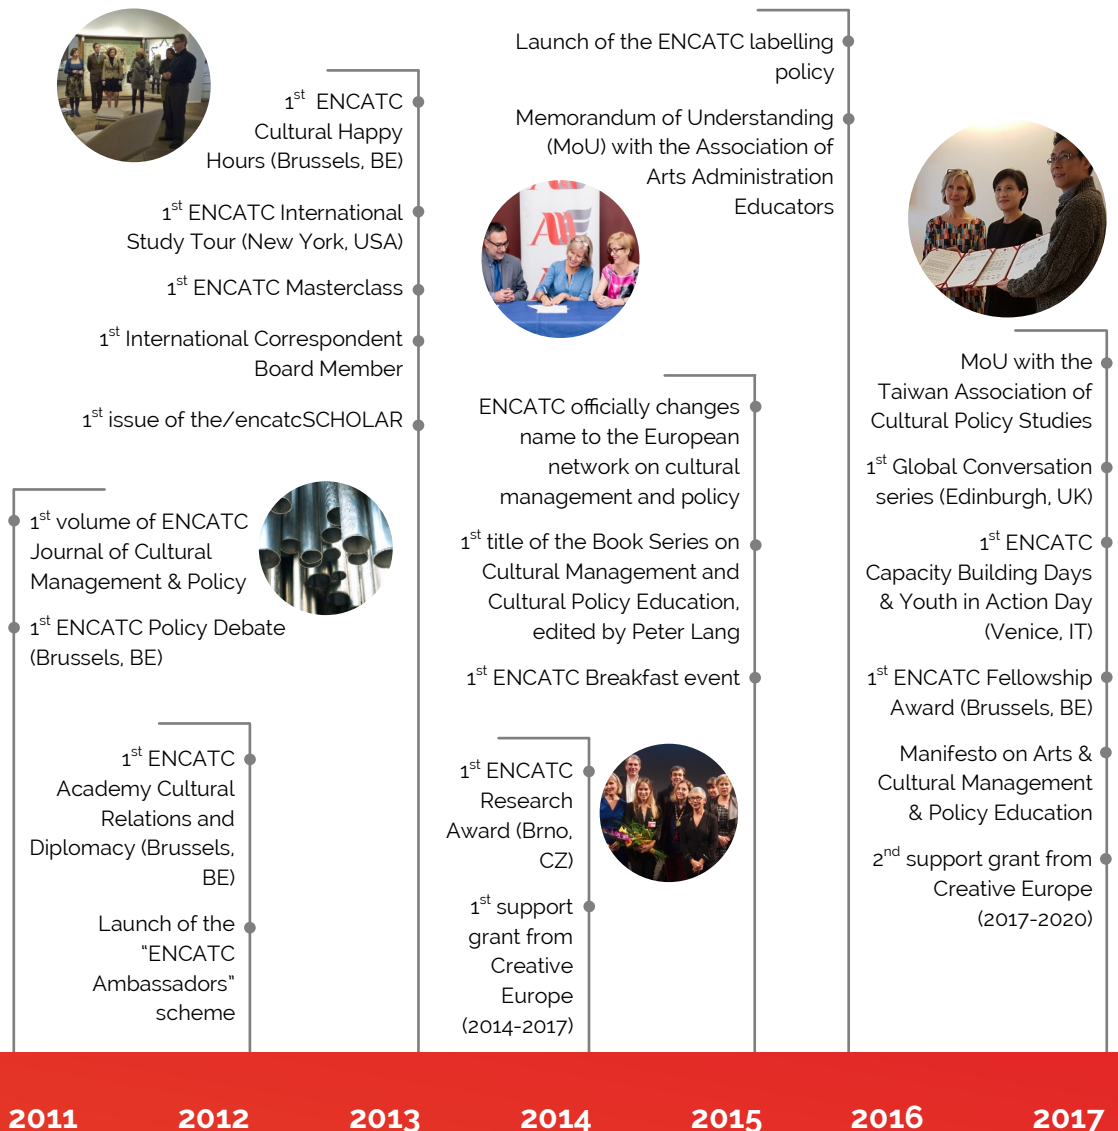 1st ENCATC
Cultural Happy
Hours (Brussels, BE)
1st ENCATC International
Study Tour (New York, USA)
1st ENCATC Masterclass
1st International Correspondent
Board Member
1st issue of the/encatcSCHOLAR
1st volume of ENCATC
Journal of Cultural
Management & Policy
1st ENCATC Policy Debate
(Brussels, BE)
1st ENCATC
Academy Cultural
Relations and
Diplomacy (Brussels,
BE)
Launch of the
“ENCATC
Ambassadors”
scheme
Launch of the ENCATC labelling
policy
Memorandum of Understanding
(MoU) with the Association of
Arts Administration
Educators
ENCATC officially changes
name to the European
network on cultural
management and policy
1st title of the Book Series on
Cultural Management and
Cultural Policy Education,
edited by Peter Lang
1st ENCATC Breakfast event
1st ENCATC
Research
Award (Brno,
CZ)
1st support
grant from
Creative
Europe
(2014-2017)
MoU with the
Taiwan Association of
Cultural Policy Studies
1st Global Conversation
series (Edinburgh, UK)
1st ENCATC
Capacity Building Days
& Youth in Action Day
(Venice, IT)
1st ENCATC Fellowship
Award (Brussels, BE)
Manifesto on Arts &
Cultural Management
& Policy Education
2nd support grant from
Creative Europe
(2017-2020)
2011 2012 2013 2014 2015 2016 2017